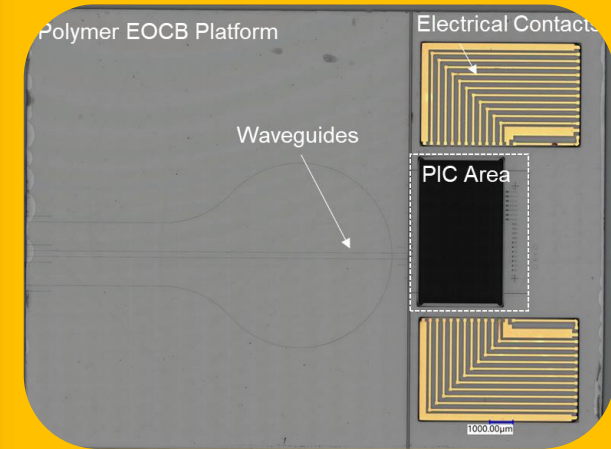 Polymer EOCB Platform
Electrical Contacts
Waveguides
PIC Area
1000.00μm